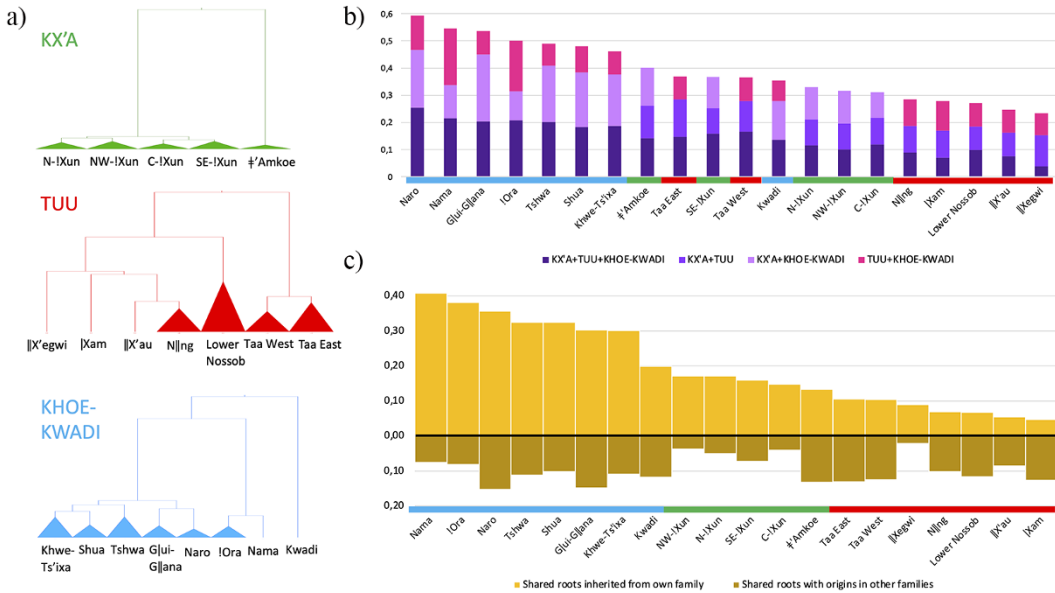 a)
KX'A
N-!Xun NW-!Xun C-!Xun SE-!Xun ǂ'Amkoe
TUU
ǁX'egwi ǀXam ǁX'au Nǁng Lower Nossob Taa West Taa East
KHOE-
KWADI
Khwe-Ts'ixa Shua Tshwa Gǀui-Gǁana Naro !Ora Nama Kwadi
b)
0,6
0,5
0,4
0,3
0,2
0,1
0
Naro Nama Gǀui-Gǁana !Ora Tshwa Shua Khwe-Ts'ixa ǂ'Amkoe Taa East SE-!Xun Taa West Kwadi N-!Xun NW-!Xun C-!Xun Nǁng ǀXam Lower Nossob ǁX'au ǁXegwi
KX'A+TUU+KHOE-KWADI KX'A+TUU KX'A+KHOE-KWADI TUU+KHOE-KWADI
c)
0,40
0,30
0,20
0,10
0,00
0,10
0,20
Nama !Ora Naro Tshwa Shua Gǀui-Gǁana Khwe-Ts'ixa Kwadi NW-!Xun N-!Xun SE-!Xun C-!Xun ǂ'Amkoe Taa East Taa West ǁXegwi Nǁng Lower Nossob ǁX'au ǀXam
Shared roots inherited from own family Shared roots with origins in other families